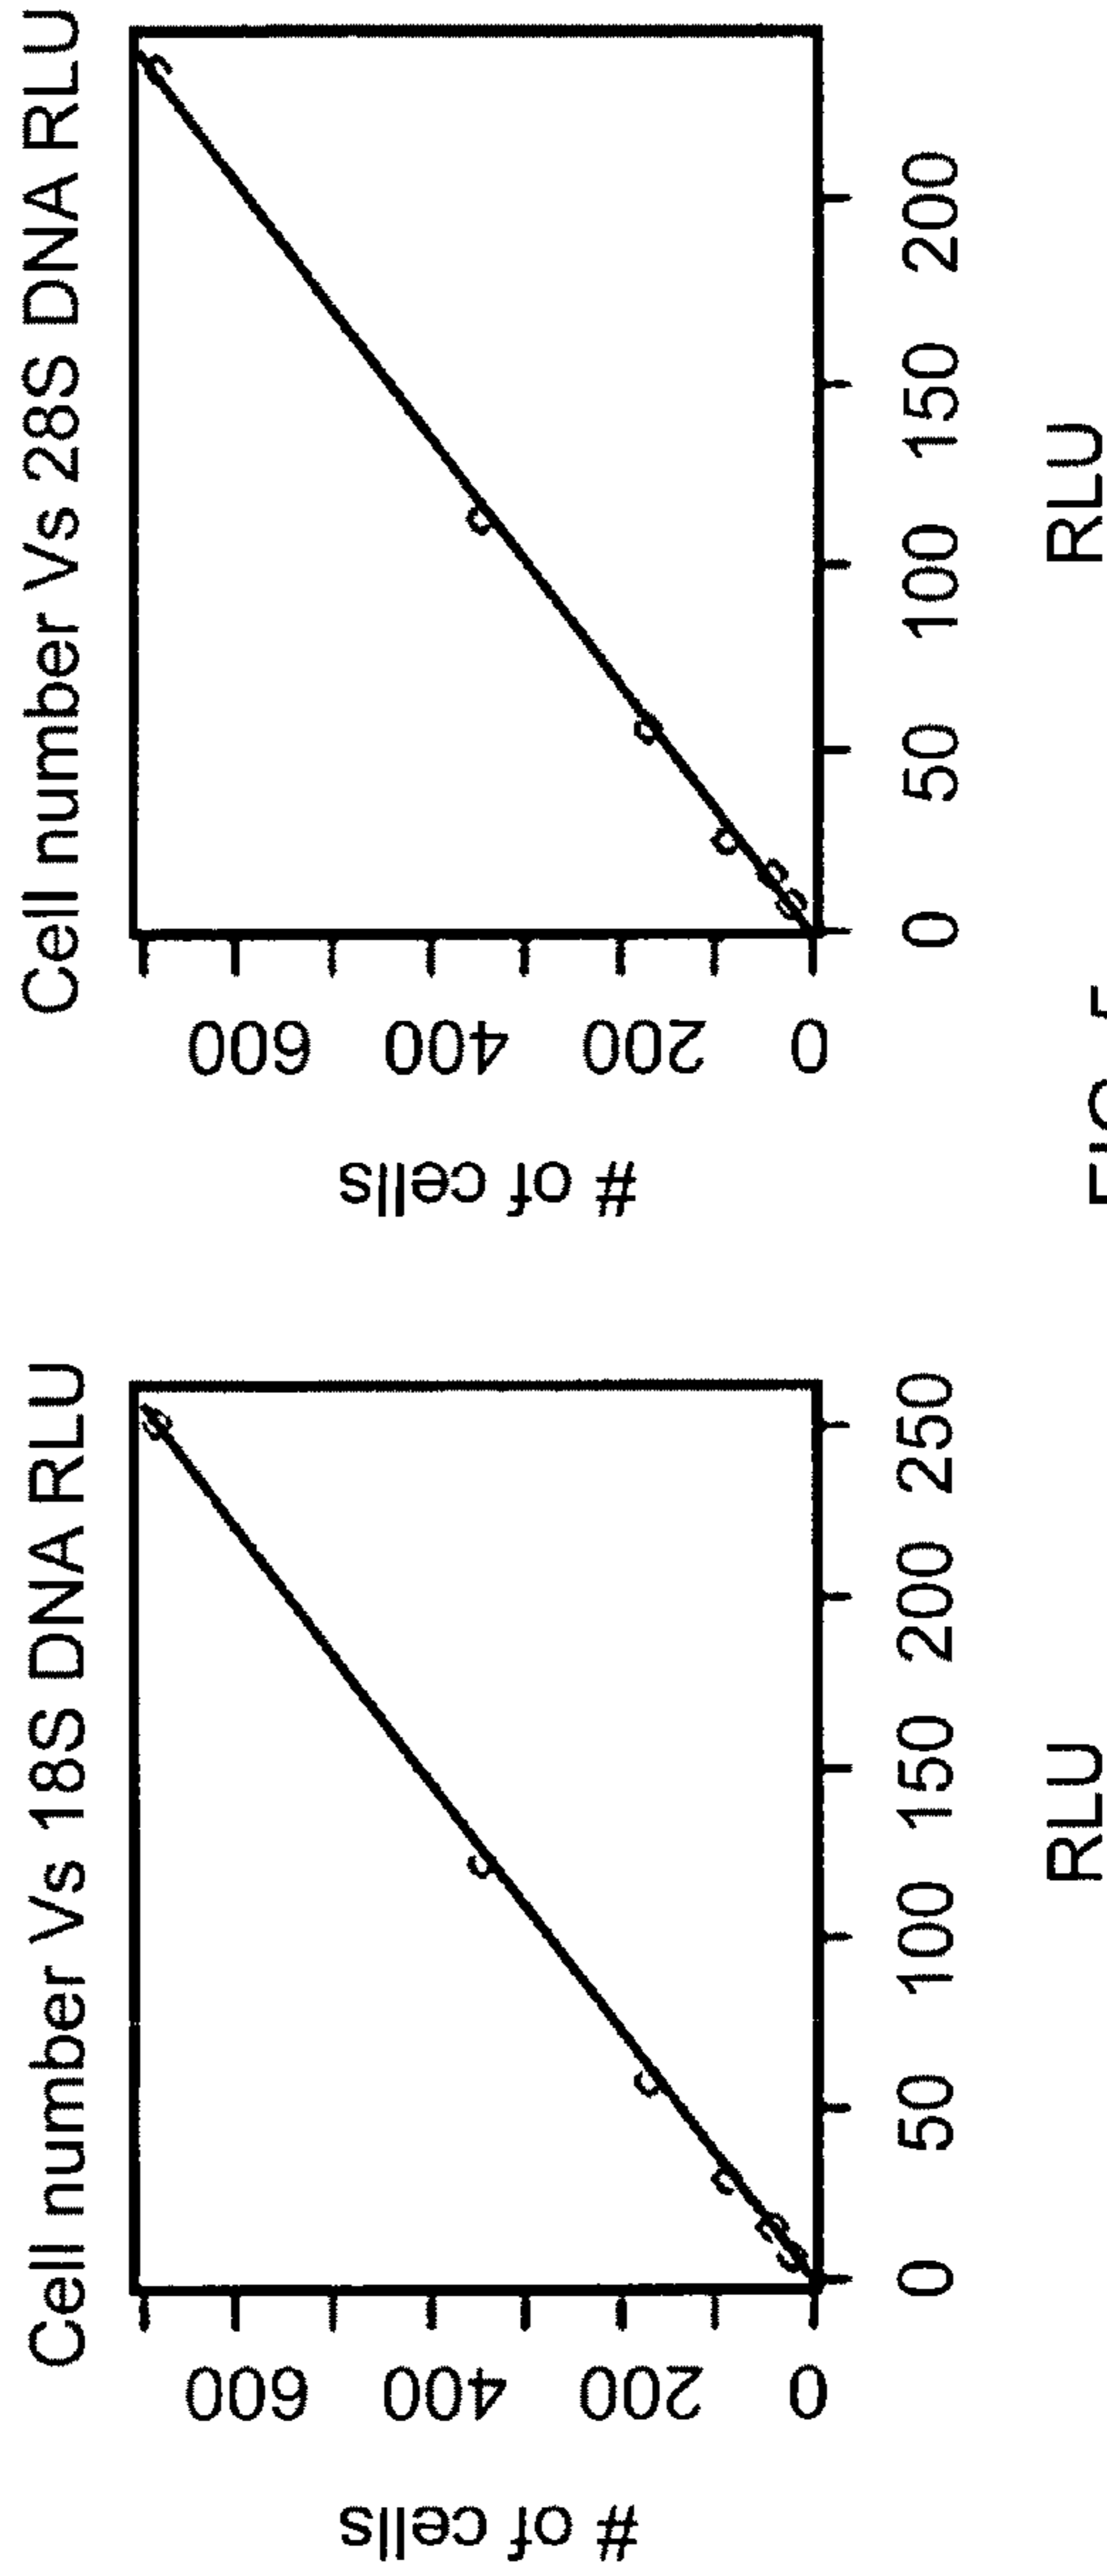 Cell number Vs 18S DNA RLU
# of cells
600
400
200
0
0 50 100 150 200 250
RLU
Cell number Vs 28S DNA RLU
# of cells
600
400
200
0
0 50 100 150 200
RLU